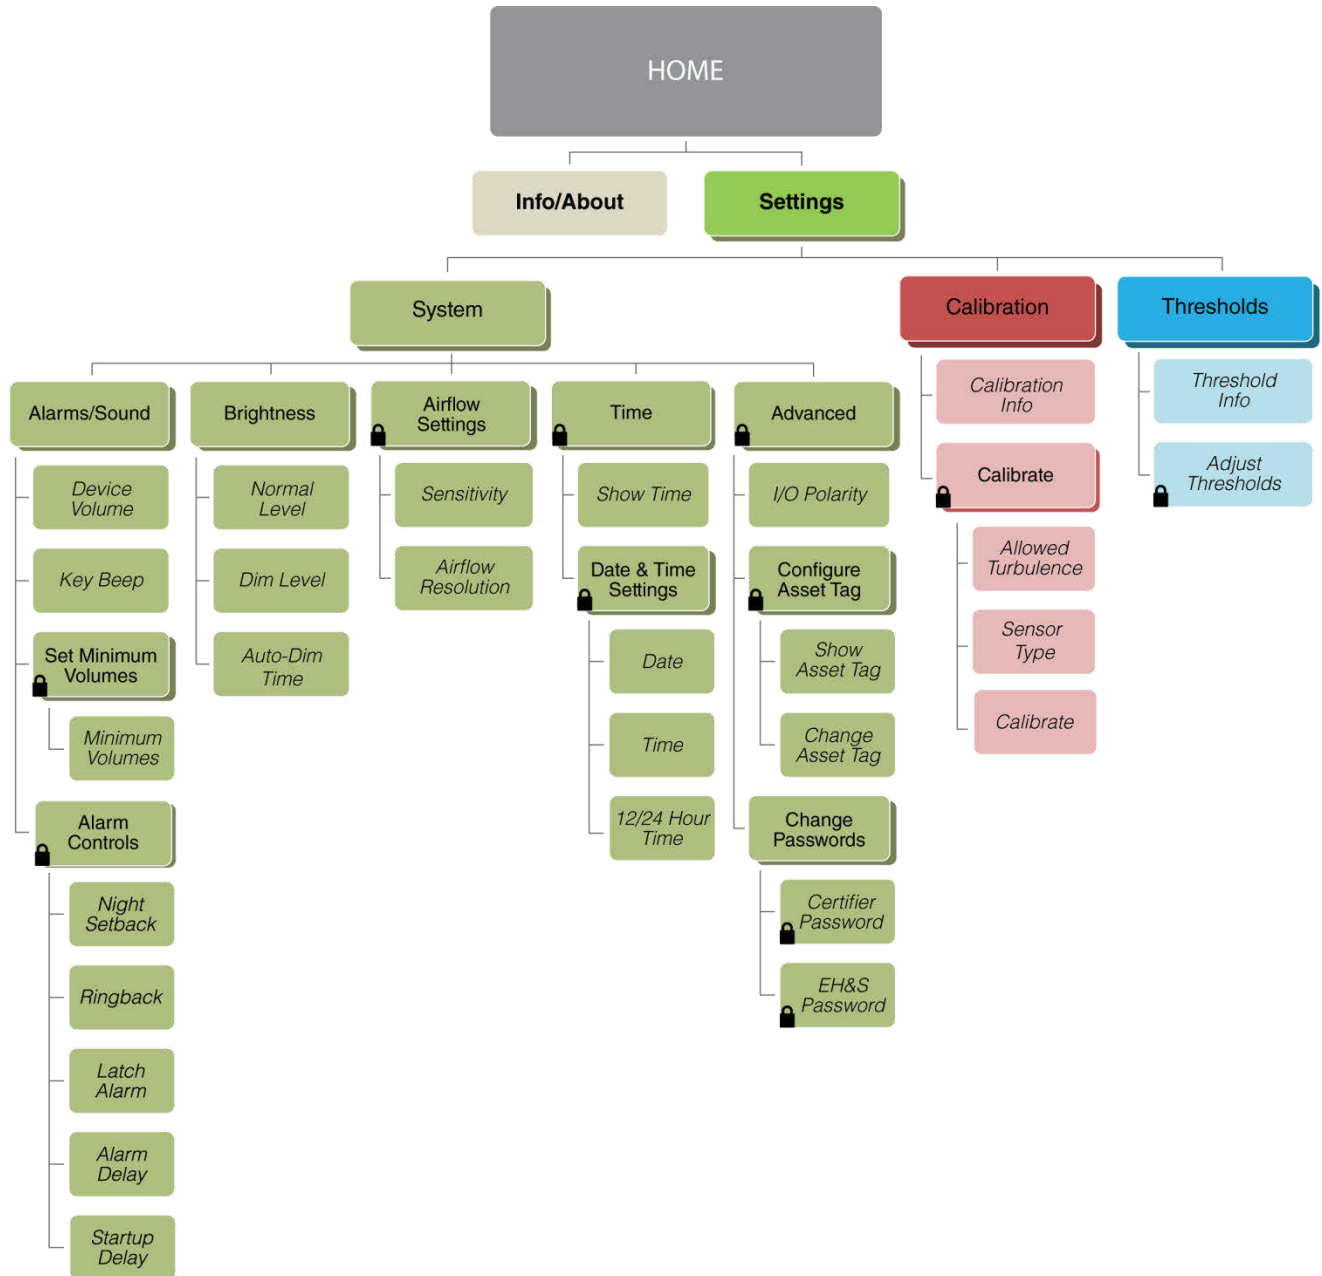 HOME
Info/About
Settings
System
Calibration
Thresholds
Alarms/Sound
Device
Volume
Key Beep
Set Minimum
Volumes
Minimum
Volumes
Alarm
Controls
Night
Setback
Ringback
Latch
Alarm
Alarm
Delay
Startup
Delay
Brightness
Normal
Level
Dim Level
Auto-Dim
Time
Airflow
Settings
Sensitivity
Airflow
Resolution
Time
Show Time
Date & Time
Settings
Date
Time
12/24 Hour
Time
Advanced
I/O Polarity
Configure
Asset Tag
Show
Asset Tag
Change
Asset Tag
Change
Passwords
Certifier
Password
EH&S
Password
Calibration
Info
Calibrate
Allowed
Turbulence
Sensor
Type
Calibrate
Threshold
Info
Adjust
Thresholds